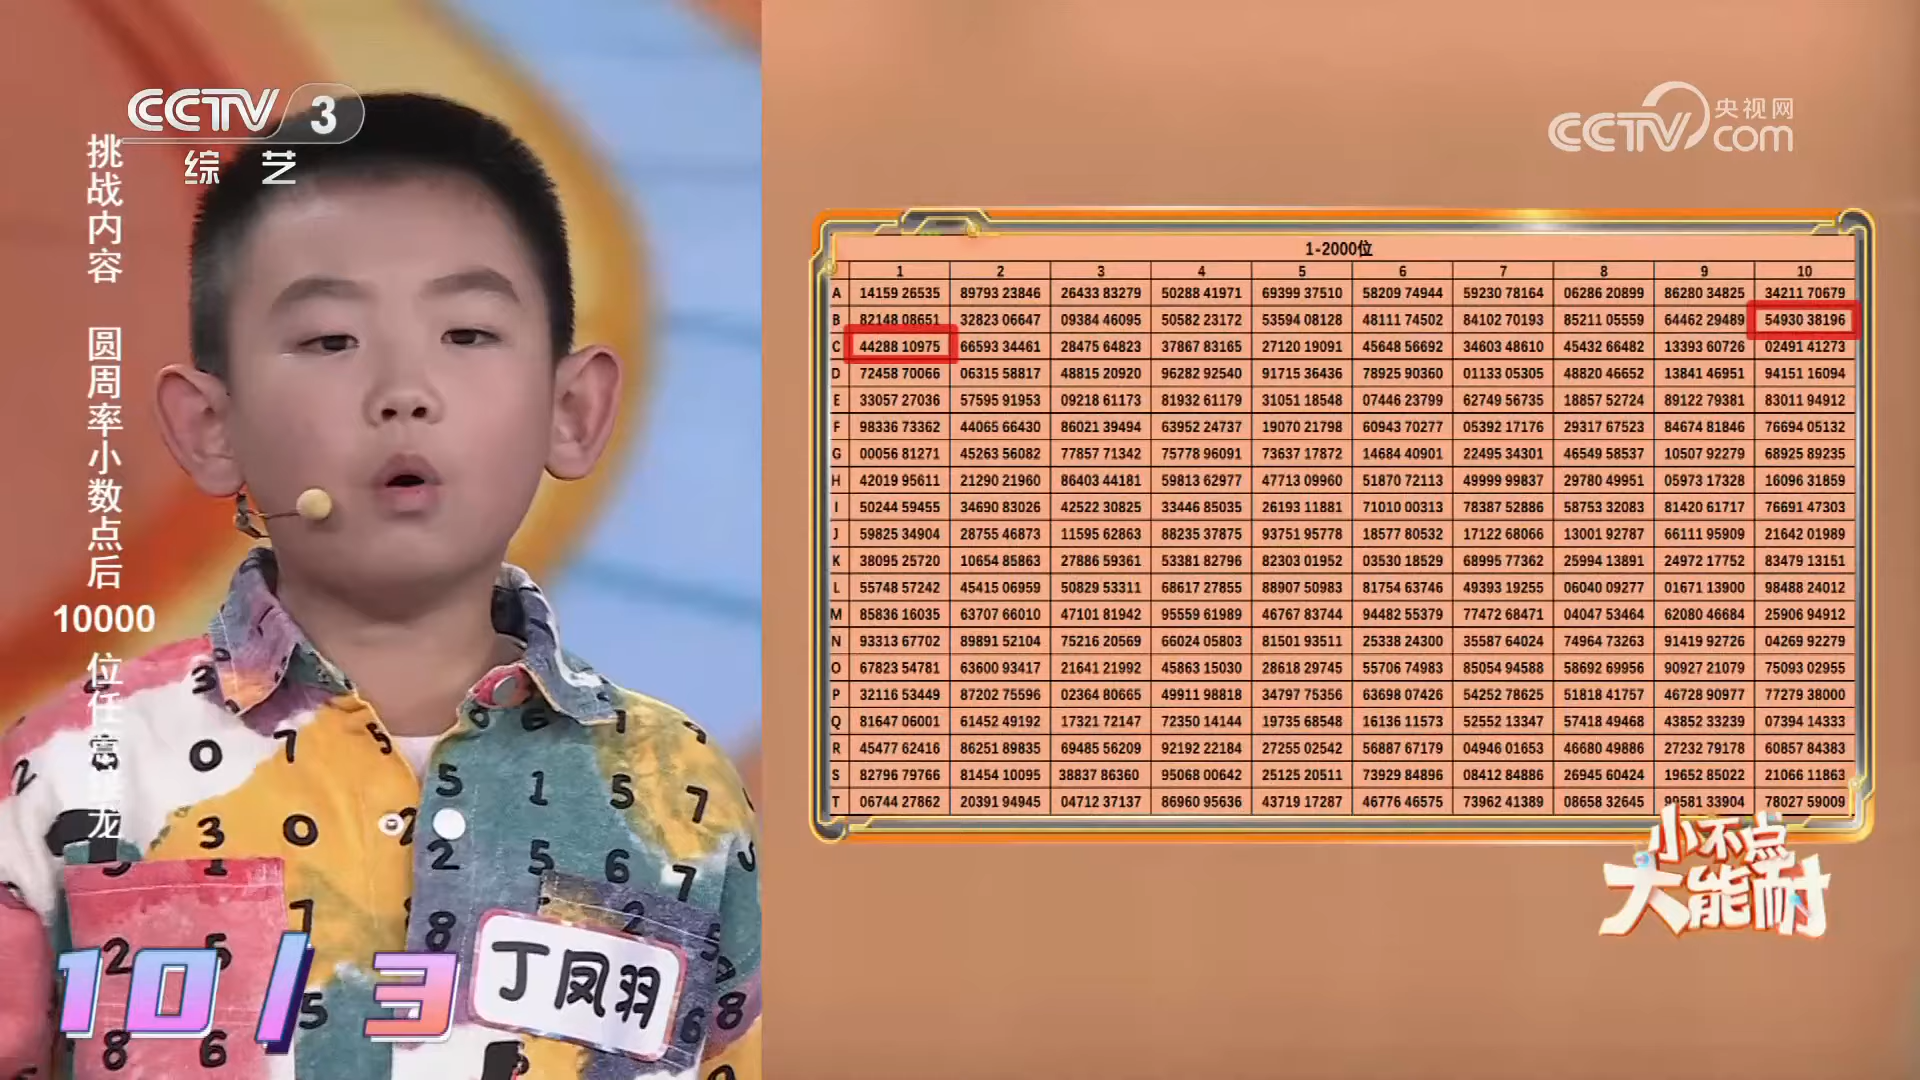 CCTV 3
综 艺
央视网
CCTV com
挑战内容 圆周率小数点后
10000
位任意
龙
10/3
丁凤羽
小不点
大能耐
1-2000位
1 2 3 4 5 6 7 8 9 10
A 14159 26535 89793 23846 26433 83279 50288 41971 69399 37510 58209 74944 59230 78164 06286 20899 86280 34825 34211 70679
B 82148 08651 32823 06647 09384 46095 50582 23172 53594 08128 48111 74502 84102 70193 85211 05559 64462 29489 54930 38196
C 44288 10975 66593 34461 28475 64823 37867 83165 27120 19091 45648 56692 34603 48610 45432 66482 13393 60726 02491 41273
D 72458 70066 06315 58817 48815 20920 96282 92540 91715 36436 78925 90360 01133 05305 48820 46652 13841 46951 94151 16094
E 33057 27036 57595 91953 09218 61173 81932 61179 31051 18548 07446 23799 62749 56735 18857 52724 89122 79381 83011 94912
F 98336 73362 44065 66430 86021 39494 63952 24737 19070 21798 60943 70277 05392 17176 29317 67523 84674 81846 76694 05132
G 00056 81271 45263 56082 77857 71342 75778 96091 73637 17872 14684 40901 22495 34301 46549 58537 10507 92279 68925 89235
H 42019 95611 21290 21960 86403 44181 59813 62977 47713 09960 51870 72113 49999 99837 29780 49951 05973 17328 16096 31859
I 50244 59455 34690 83026 42522 30825 33446 85035 26193 11881 71010 00313 78387 52886 58753 32083 81420 61717 76691 47303
J 59825 34904 28755 46873 11595 62863 88235 37875 93751 95778 18577 80532 17122 68066 13001 92787 66111 95909 21642 01989
K 38095 25720 10654 85863 27886 59361 53381 82796 82303 01952 03530 18529 68995 77362 25994 13891 24972 17752 83479 13151
L 55748 57242 45415 06959 50829 53311 68617 27855 88907 50983 81754 63746 49393 19255 06040 09277 01671 13900 98488 24012
M 85836 16035 63707 66010 47101 81942 95559 61989 46767 83744 94482 55379 77472 68471 04047 53464 62080 46684 25906 94912
N 93313 67702 89891 52104 75216 20569 66024 05803 81501 93511 25338 24300 35587 64024 74964 73263 91419 92726 04269 92279
O 67823 54781 63600 93417 21641 21992 45863 15030 28618 29745 55706 74983 85054 94588 58692 69956 90927 21079 75093 02955
P 32116 53449 87202 75596 02364 80665 49911 98818 34797 75356 63698 07426 54252 78625 51818 41757 46728 90977 77279 38000
Q 81647 06001 61452 49192 17321 72147 72350 14144 19735 68548 16136 11573 52552 13347 57418 49468 43852 33239 07394 14333
R 45477 62416 86251 89835 69485 56209 92192 22184 27255 02542 56887 67179 04946 01653 46680 49886 27232 79178 60857 84383
S 82796 79766 81454 10095 38837 86360 95068 00642 25125 20511 73929 84896 08412 84886 26945 60424 19652 85022 21066 11863
T 06744 27862 20391 94945 04712 37137 86960 95636 43719 17287 46776 46575 73962 41389 08658 32645 99581 33904 78027 59009